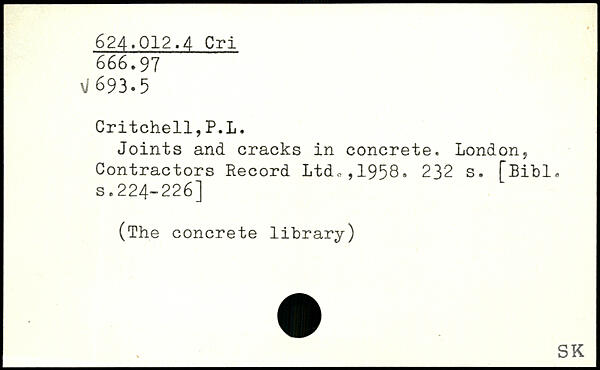 624.012.4 Cri
666.97
√693.5
Critchell,P.L.
Joints and cracks in concrete. London,
Contractors Record Ltd.,1958. 232 s. [Bibl.
s.224-226]
(The concrete library)
SK